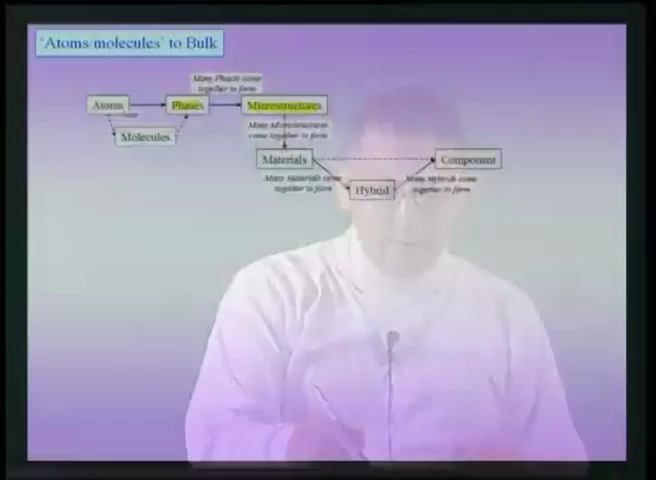 'Atoms molecules' to Bulk
Many Phases come
together to form
Atoms
Phases
Microstructures
Molecules
Many Microstructures
come together to form
Materials
Component
Many Materials come
together to form
Hybrid
Many Hybrids come
together to form